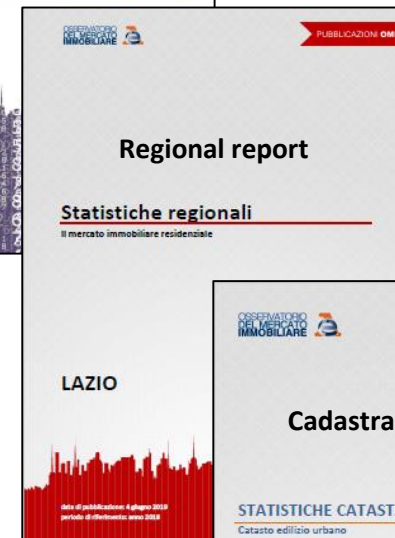 OSSERVATORIO
DEL MERCATO
IMMOBILIARE
PUBBLICAZIONI OM
Regional report
Statistiche regionali
Il mercato immobiliare residenziale
LAZIO
data di pubblicazione: 4 giugno 2019
periodo di riferimento: anno 2018
OSSERVATORIO
DEL MERCATO
IMMOBILIARE
Cadastra
STATISTICHE CATAST
Catasto edilizio urbano